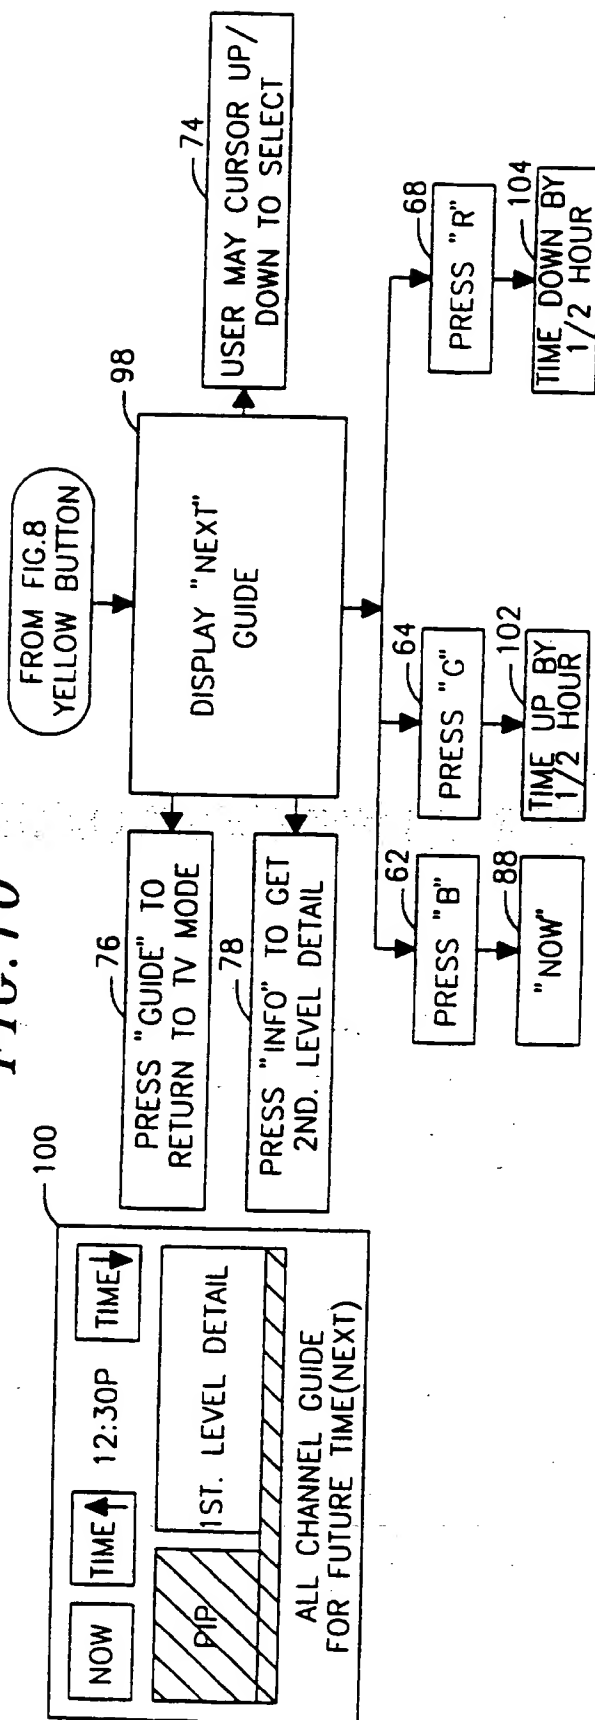 FIG.10
FROM FIG.8
YELLOW BUTTON
98
DISPLAY "NEXT"
GUIDE
74
USER MAY CURSOR UP/
DOWN TO SELECT
76
PRESS "GUIDE" TO
RETURN TO TV MODE
78
PRESS "INFO" TO GET
2ND. LEVEL DETAIL
100
NOW
TIME
12:30P
TIME
PIP
1ST. LEVEL DETAIL
ALL CHANNEL GUIDE
FOR FUTURE TIME(NEXT)
62
PRESS "B"
88
"NOW"
64
PRESS "G"
102
TIME UP BY
1/2 HOUR
68
PRESS "R"
104
TIME DOWN BY
1/2 HOUR